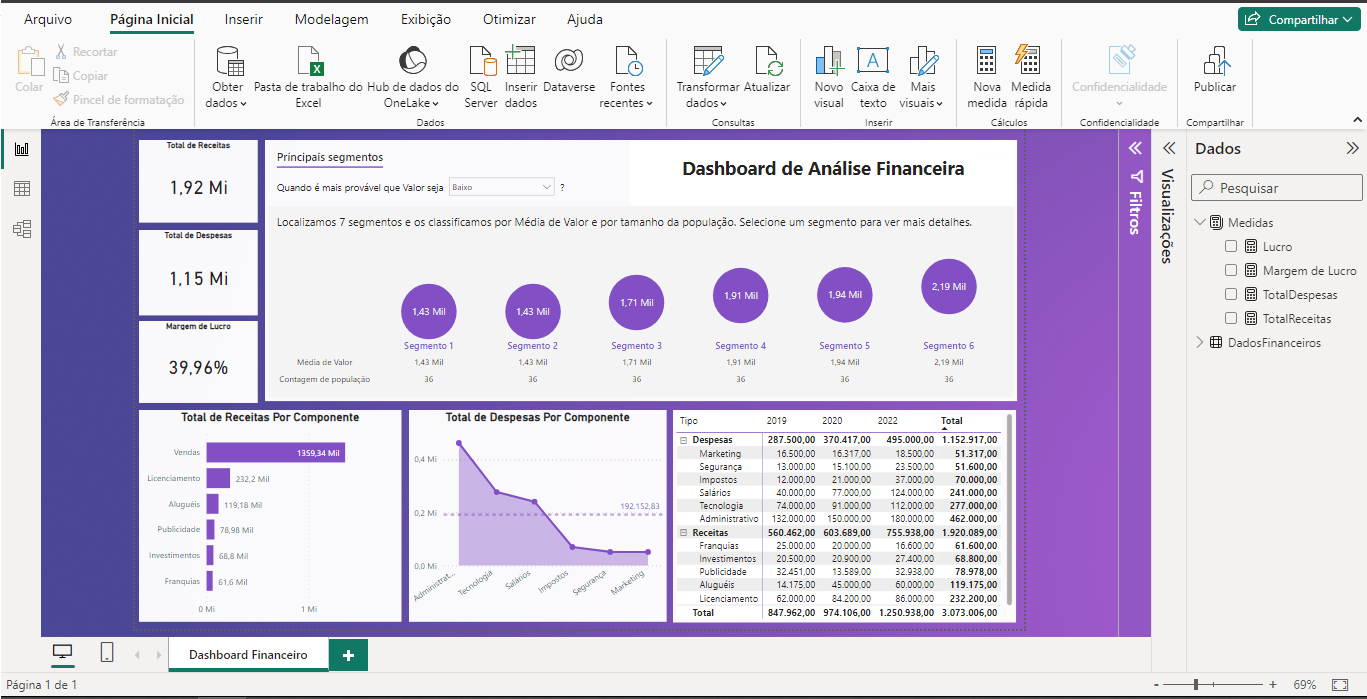 Arquivo Página Inicial Inserir Modelagem Exibição Otimizar Ajuda Compartilhar
Colar
Recortar
Copiar
Pincel de formatação
Área de Transferência
Obter dados
Pasta de trabalho do Excel
Hub de dados do OneLake
SQL Server
Inserir dados
Dataverse
Fontes recentes
Dados
Transformar dados
Atualizar
Consultas
Novo visual
A
Caixa de texto
Mais visuais
Inserir
Nova medida
Medida rápida
Cálculos
Confidencialidade
Confidencialidade
Publicar
Compartilhar
Total de Receitas
1,92 Mi
Total de Despesas
1,15 Mi
Margem de Lucro
39,96%
Principais segmentos
Quando é mais provável que Valor seja Baixo ?
Dashboard de Análise Financeira
Localizamos 7 segmentos e os classificamos por Média de Valor e por tamanho da população. Selecione um segmento para ver mais detalhes.
1,43 Mil 1,43 Mil 1,71 Mil 1,91 Mil 1,94 Mil 2,19 Mil
Segmento 1 Segmento 2 Segmento 3 Segmento 4 Segmento 5 Segmento 6
Média de Valor 1,43 Mil 1,43 Mil 1,71 Mil 1,91 Mil 1,94 Mil 2,19 Mil
Contagem de população 36 36 36 36 36 36
Total de Receitas Por Componente
Vendas 1359,34 Mil
Licenciamento 232,2 Mil
Aluguéis 119,18 Mil
Publicidade 78,98 Mil
Investimentos 68,8 Mil
Franquias 61,6 Mil
0 Mi 1 Mi
Total de Despesas Por Componente
0,4 Mi
0,2 Mi
0,0 Mi
192.152,83
Administrat... Tecnologia Salários Impostos Segurança Marketing
Tipo 2019 2020 2022 Total
Despesas 287.500,00 370.417,00 495.000,00 1.152.917,00
Marketing 16.500,00 16.317,00 18.500,00 51.317,00
Segurança 13.000,00 15.100,00 23.500,00 51.600,00
Impostos 12.000,00 21.000,00 37.000,00 70.000,00
Salários 40.000,00 77.000,00 124.000,00 241.000,00
Tecnologia 74.000,00 91.000,00 112.000,00 277.000,00
Administrativo 132.000,00 150.000,00 180.000,00 462.000,00
Receitas 560.462,00 603.689,00 755.938,00 1.920.089,00
Franquias 25.000,00 20.000,00 16.600,00 61.600,00
Investimentos 20.500,00 20.900,00 27.400,00 68.800,00
Publicidade 32.451,00 13.589,00 32.938,00 78.978,00
Aluguéis 14.175,00 45.000,00 60.000,00 119.175,00
Licenciamento 62.000,00 84.200,00 86.000,00 232.200,00
Total 847.962,00 974.106,00 1.250.938,00 3.073.006,00
Filtros
Visualizações
Dados
Pesquisar
Medidas
Lucro
Margem de Lucro
TotalDespesas
TotalReceitas
DadosFinanceiros
Dashboard Financeiro
Página 1 de 1
69%